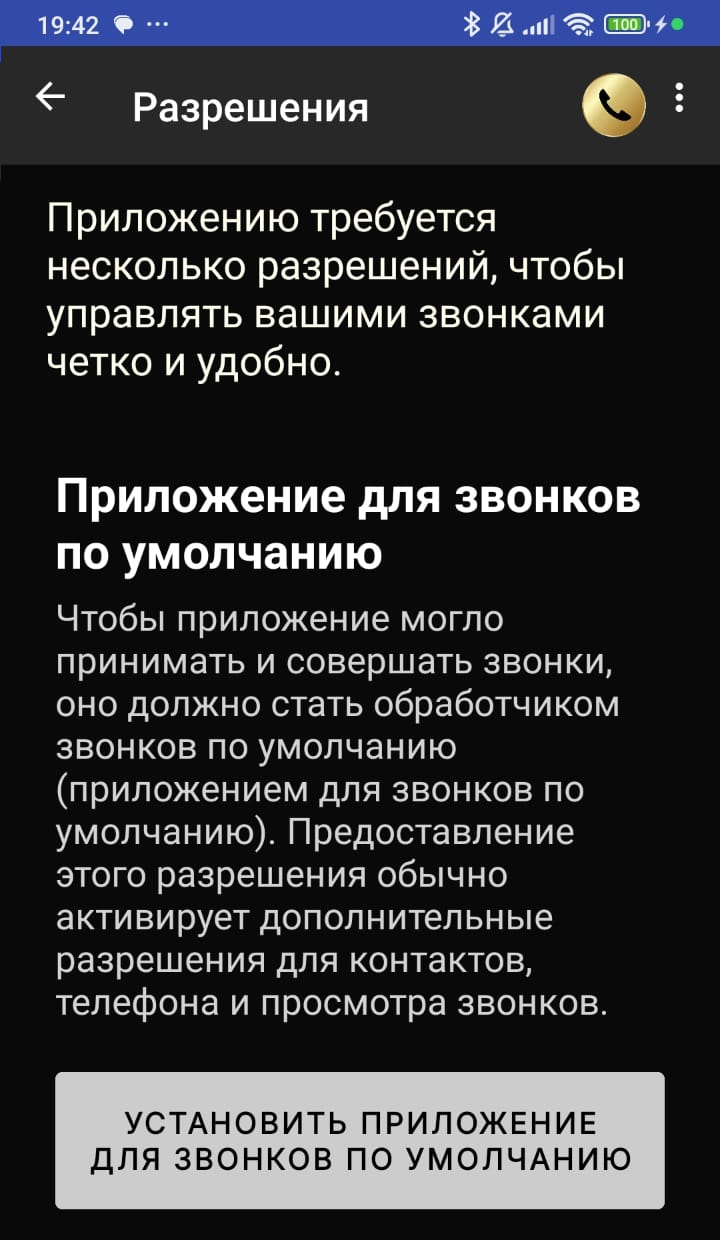 19:42
100
Разрешения
Приложению требуется
несколько разрешений, чтобы
управлять вашими звонками
четко и удобно.
Приложение для звонков
по умолчанию
Чтобы приложение могло
принимать и совершать звонки,
оно должно стать обработчиком
звонков по умолчанию
(приложением для звонков по
умолчанию). Предоставление
этого разрешения обычно
активирует дополнительные
разрешения для контактов,
телефона и просмотра звонков.
УСТАНОВИТЬ ПРИЛОЖЕНИЕ
ДЛЯ ЗВОНКОВ ПО УМОЛЧАНИЮ